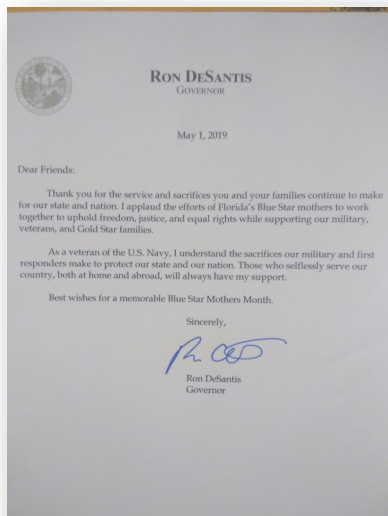 RON DESANTIS
GOVERNOR
May 1, 2019
Dear Friends:
Thank you for the service and sacrifices you and your families continue to make
for our state and nation. I applaud the efforts of Florida's Blue Star mothers to work
together to uphold freedom, justice, and equal rights while supporting our military,
veterans, and Gold Star families.
As a veteran of the U.S. Navy, I understand the sacrifices our military and first
responders make to protect our state and our nation. Those who selflessly serve our
country, both at home and abroad, will always have my support.
Best wishes for a memorable Blue Star Mothers Month.
Sincerely,
Ron DeSantis
Governor